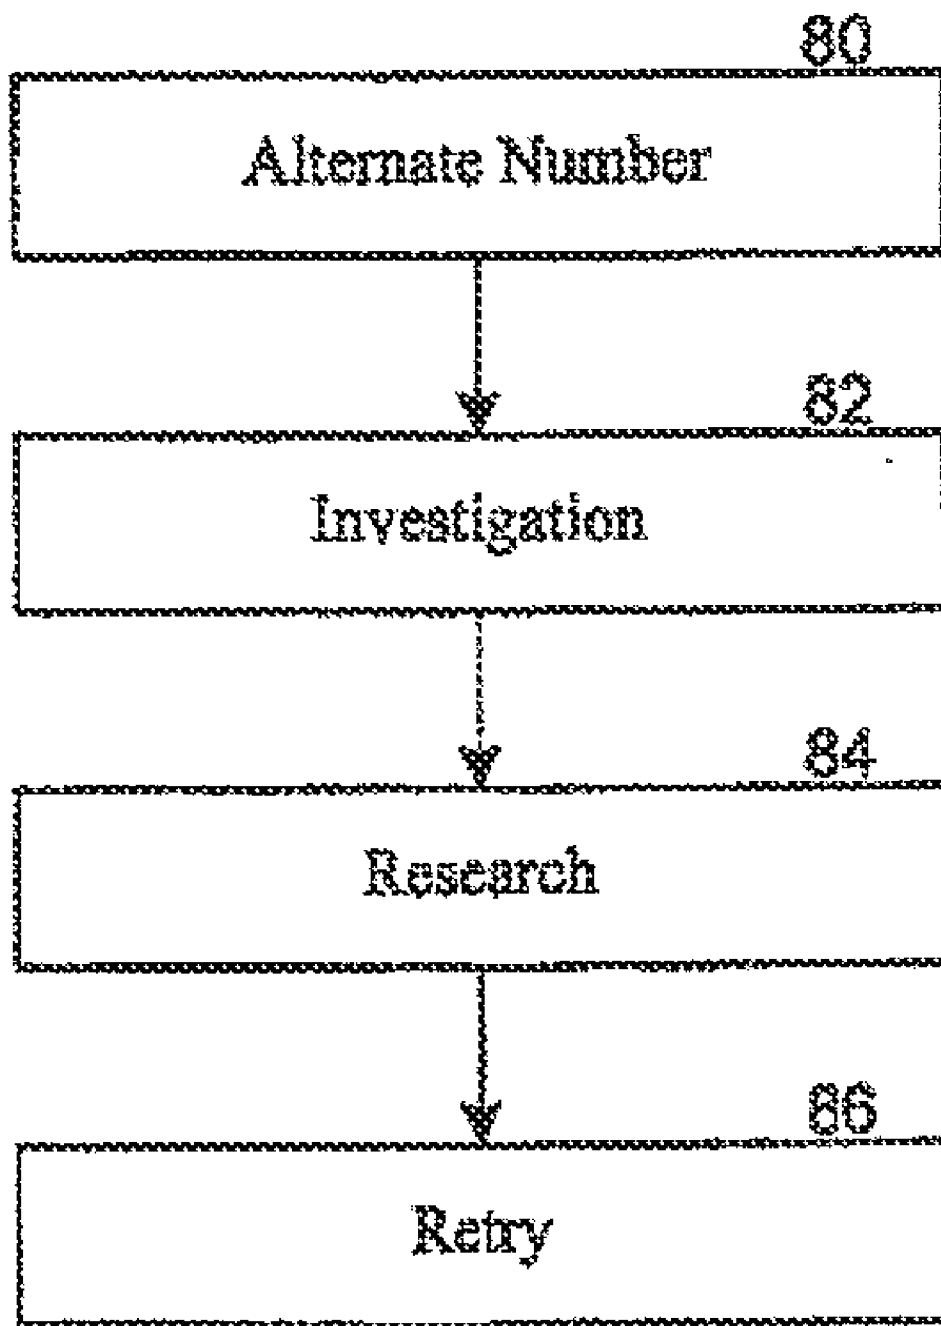 80
Alternate Number
82
Investigation
84
Research
86
Retry